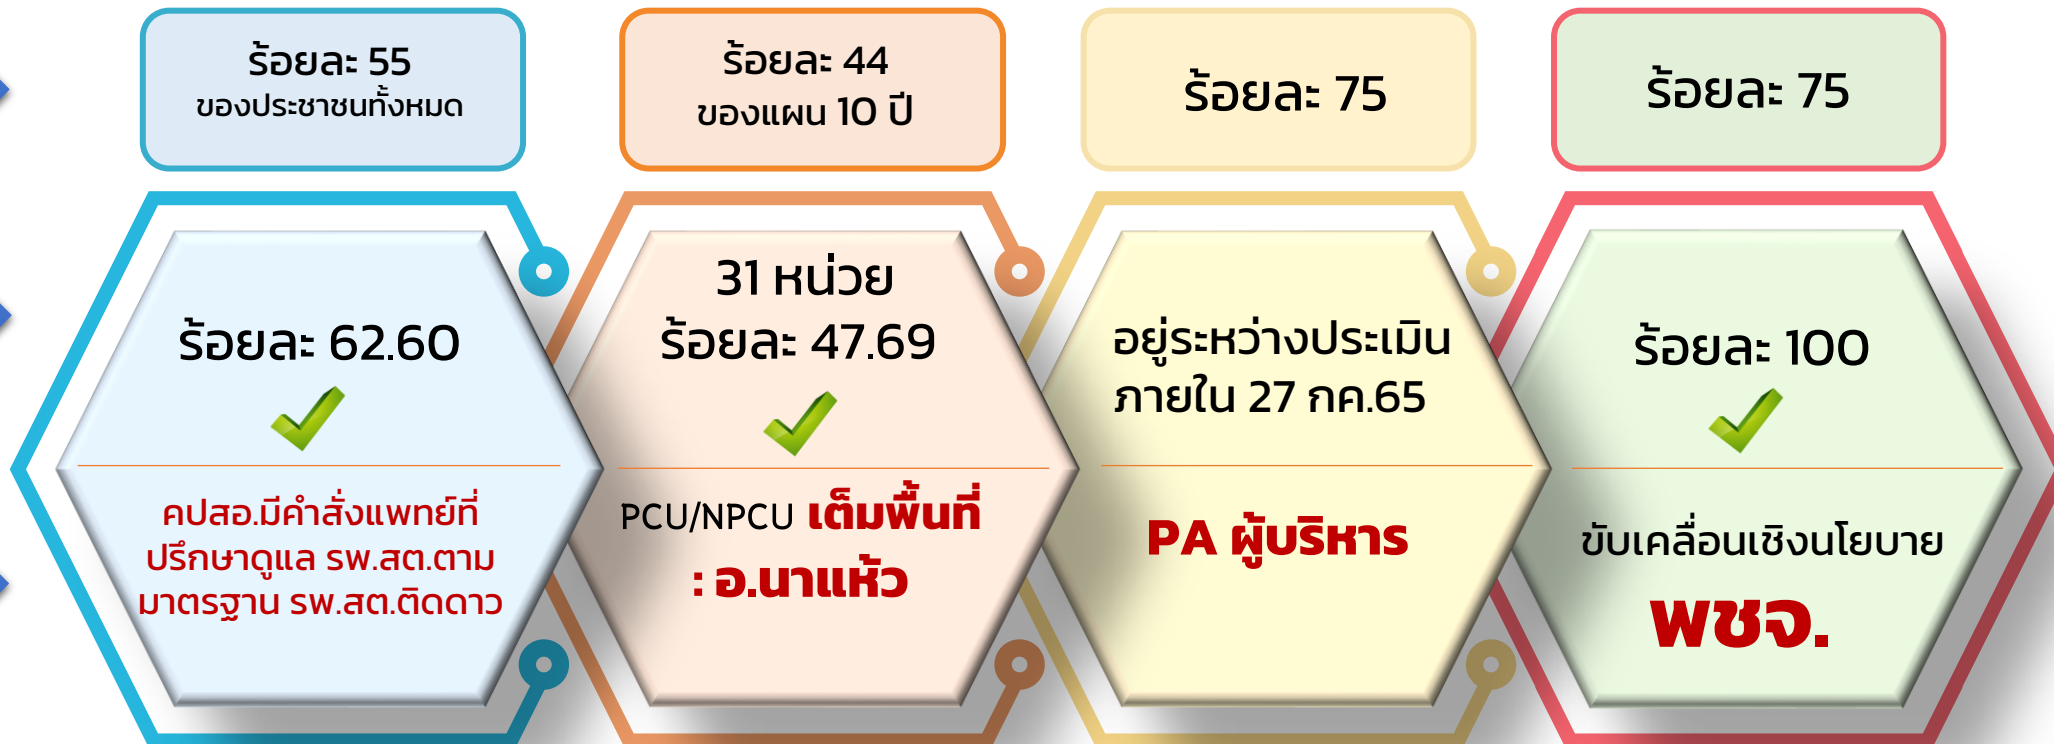 ร้อยละ 55
ของประชาชนทั้งหมด
ร้อยละ 44
ของแผน 10 ปี
ร้อยละ 75
ร้อยละ 75
ร้อยละ 62.60
คปสอ.มีคำสั่งแพทย์ที่
ปรึกษาดูแล รพ.สต.ตาม
มาตรฐาน รพ.สต.ติดดาว
31 หน่วย
ร้อยละ 47.69
PCU/NPCU เต็มพื้นที่
: อ.นาแห้ว
อยู่ระหว่างประเมิน
ภายใน 27 กค.65
PA ผู้บริหาร
ร้อยละ 100
ขับเคลื่อนเชิงนโยบาย
พชจ.